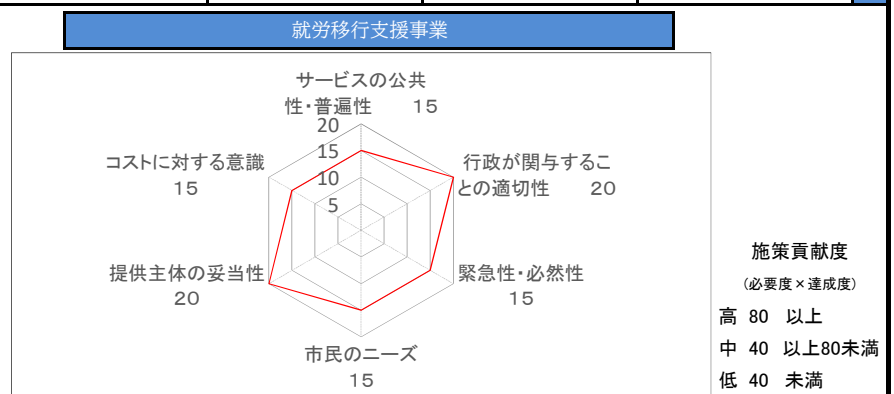 就労移行支援事業
サービスの公共
性・普遍性 15
20
15
10
5
行政が関与するこ
との適切性 20
緊急性・必然性
15
市民のニーズ
15
提供主体の妥当性
20
コストに対する意識
15
施策貢献度
(必要度×達成度)
高 80 以上
中 40 以上80未満
低 40 未満